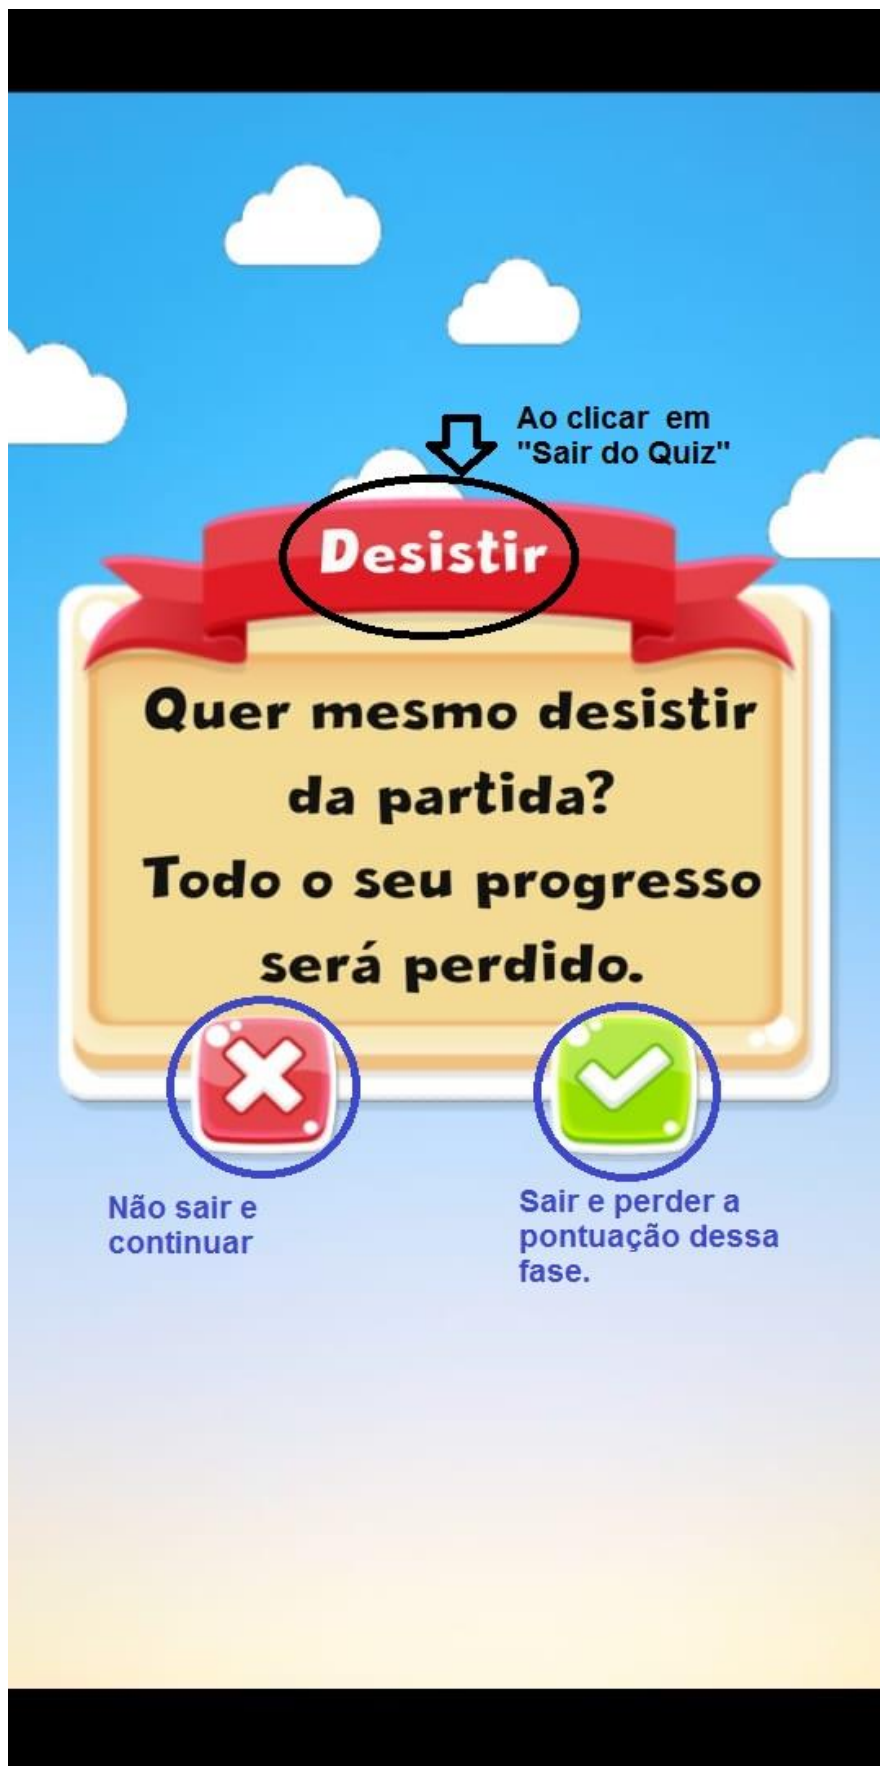 Ao clicar em
"Sair do Quiz"
Desistir
Quer mesmo desistir
da partida?
Todo o seu progresso
será perdido.
Não sair e
continuar
Sair e perder a
pontuação dessa
fase.